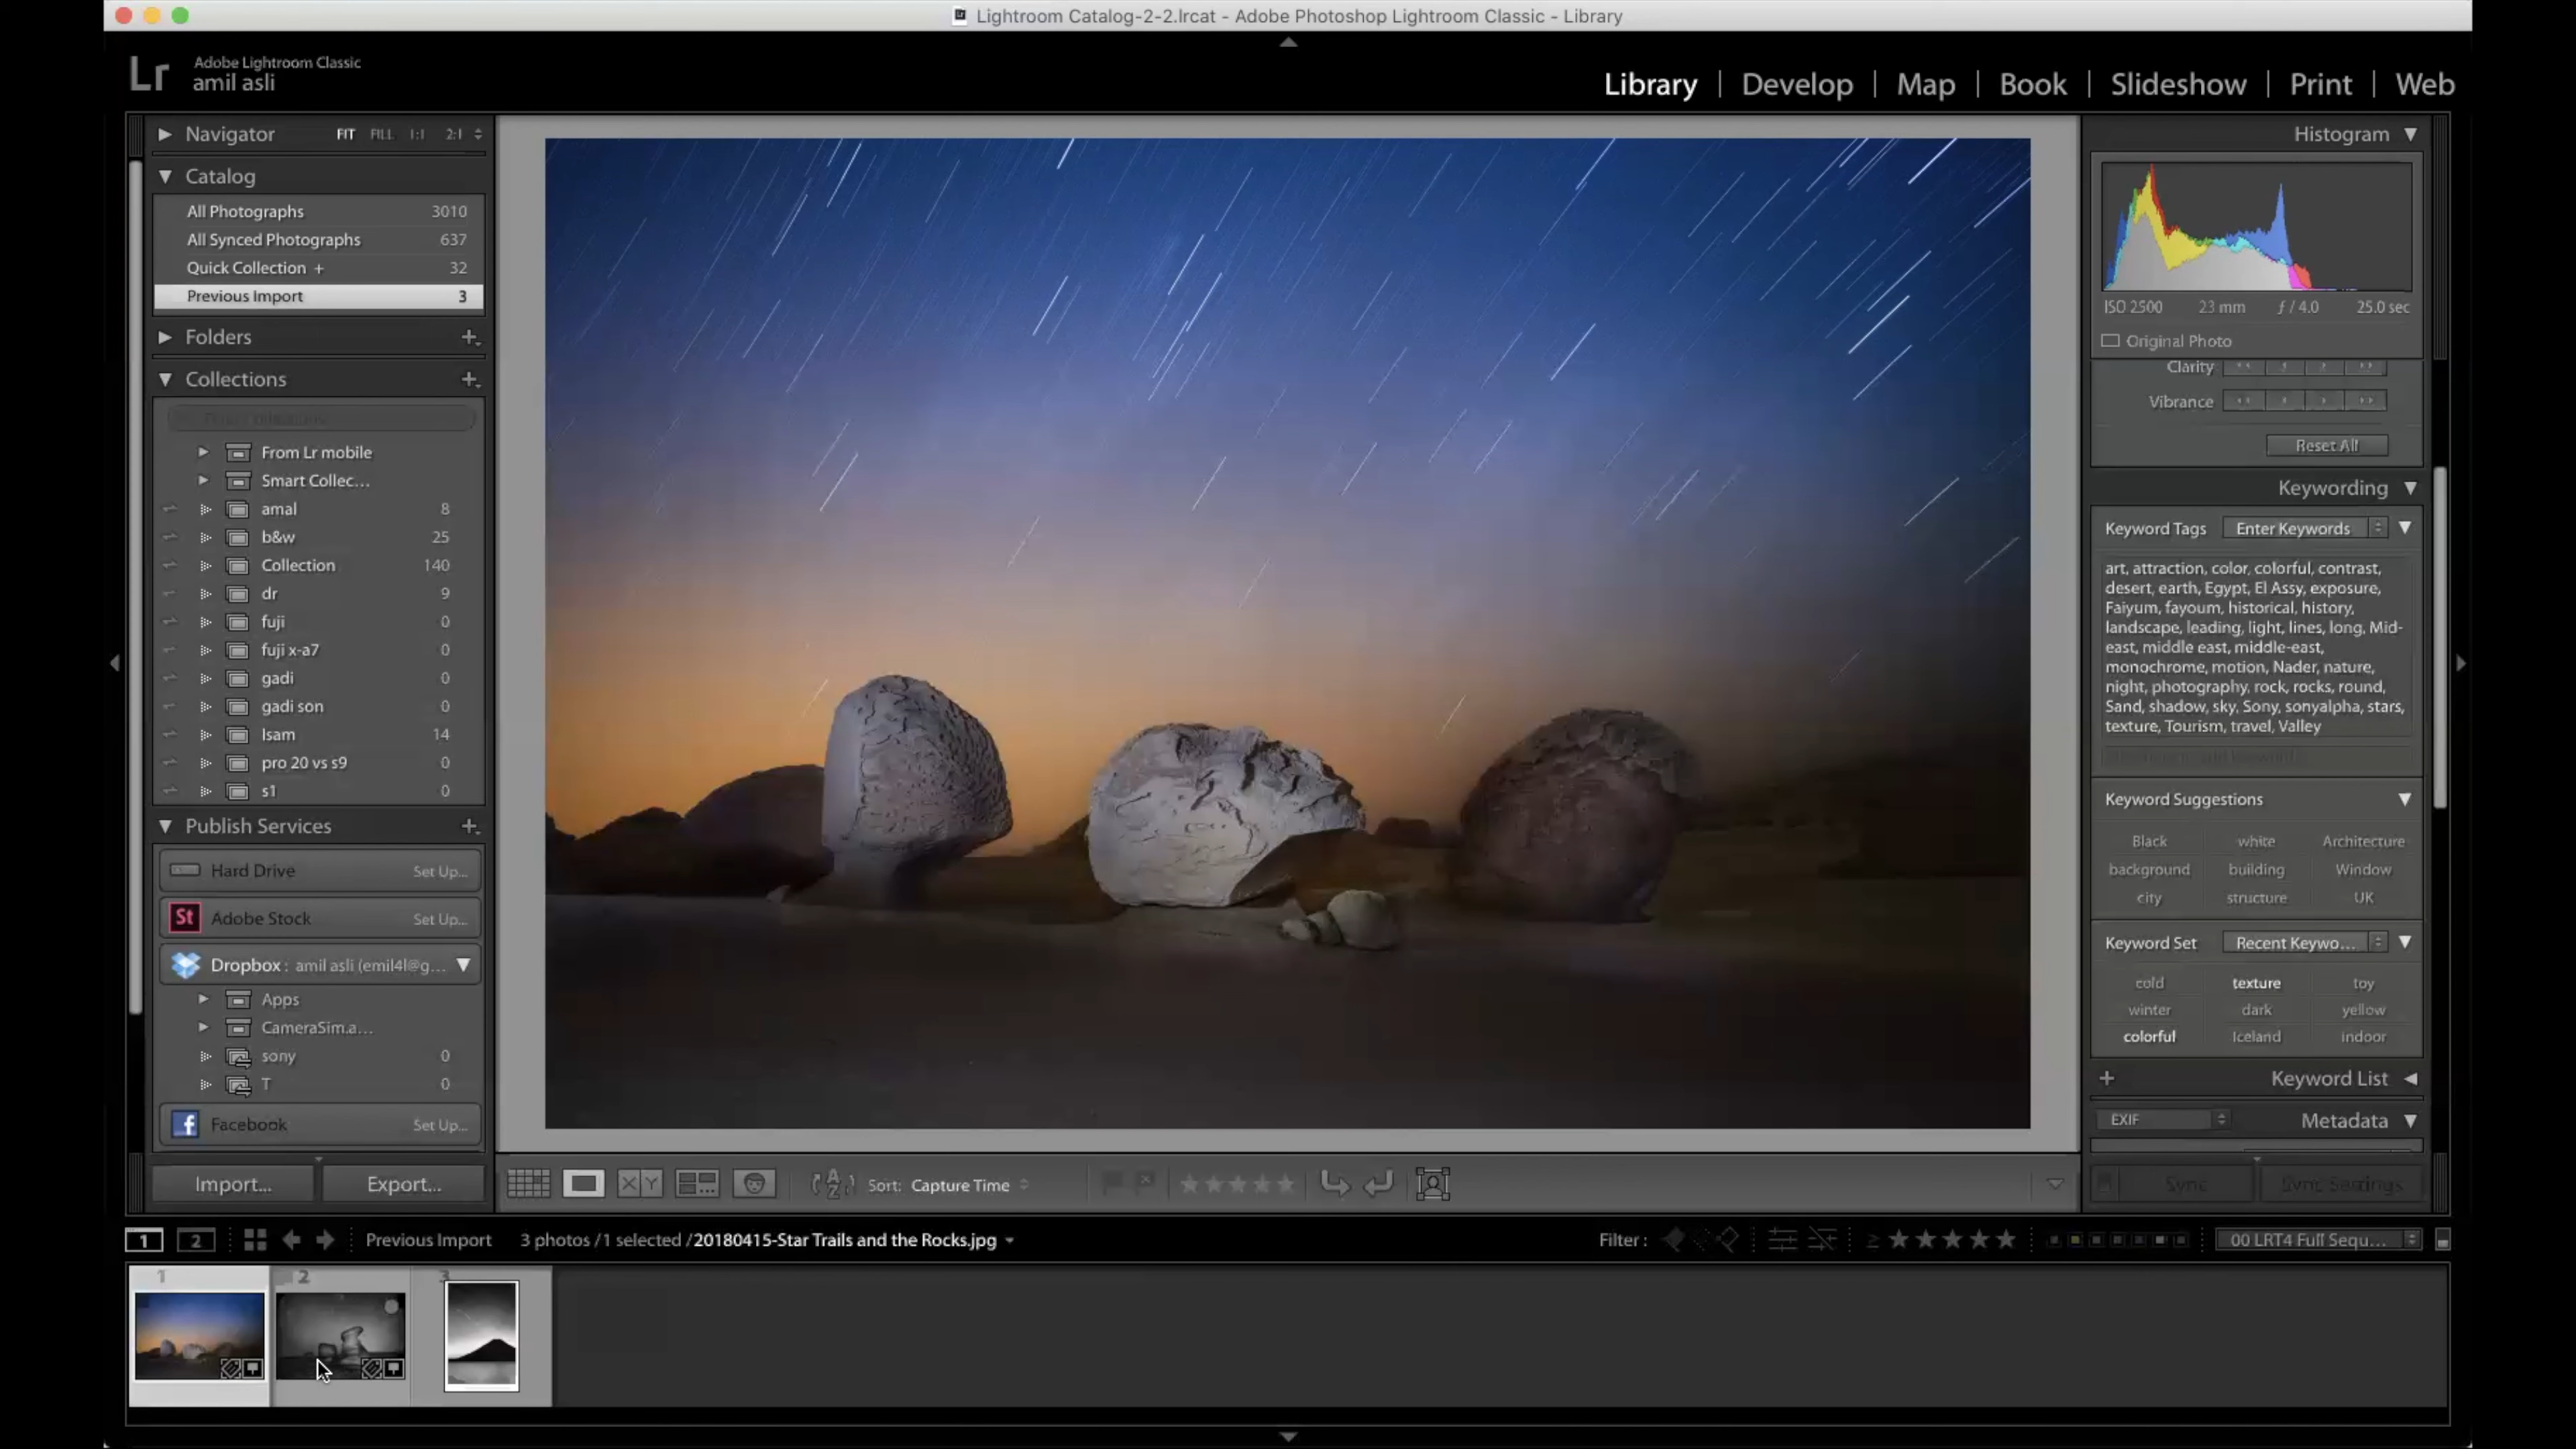 Lightroom Catalog-2-2.lrcat - Adobe Photoshop Lightroom Classic - Library
Lr
Adobe Lightroom Classic
amil asli
Library | Develop | Map | Book | Slideshow | Print | Web
Navigator FIT FILL 1:1 2:1
Catalog
All Photographs 3010
All Synced Photographs 637
Quick Collection + 32
Previous Import 3
Folders
Collections
From Lr mobile
Smart Collec...
amal 8
b&w 25
Collection 140
dr 9
fuji 0
fuji x-a7 0
gadi 0
gadi son 0
Isam 14
pro 20 vs s9 0
s1 0
Publish Services
Hard Drive Set Up...
St Adobe Stock Set Up...
Dropbox : amil asli (emil4l@g...
Apps
CameraSim.a...
sony 0
T 0
f Facebook Set Up...
Import... Export...
Histogram
ISO 2500 23 mm ƒ / 4.0 25.0 sec
Original Photo
Clarity
Vibrance
Reset All
Keywording
Keyword Tags Enter Keywords
art, attraction, color, colorful, contrast,
desert, earth, Egypt, El Assy, exposure,
Faiyum, fayoum, historical, history,
landscape, leading, light, lines, long, Mid-
east, middle east, middle-east,
monochrome, motion, Nader, nature,
night, photography, rock, rocks, round,
Sand, shadow, sky, Sony, sonyalpha, stars,
texture, Tourism, travel, Valley
Keyword Suggestions
Black white Architecture
background building Window
city structure UK
Keyword Set Recent Keywo...
cold texture toy
winter dark yellow
colorful Iceland indoor
+ Keyword List
EXIF Metadata
Sync Sync Settings
XY
Sort: Capture Time
1 2 Previous Import 3 photos /1 selected /20180415-Star Trails and the Rocks.jpg
Filter : ≥ ★★★★★ 00 LRT4 Full Sequ...
1 2 3